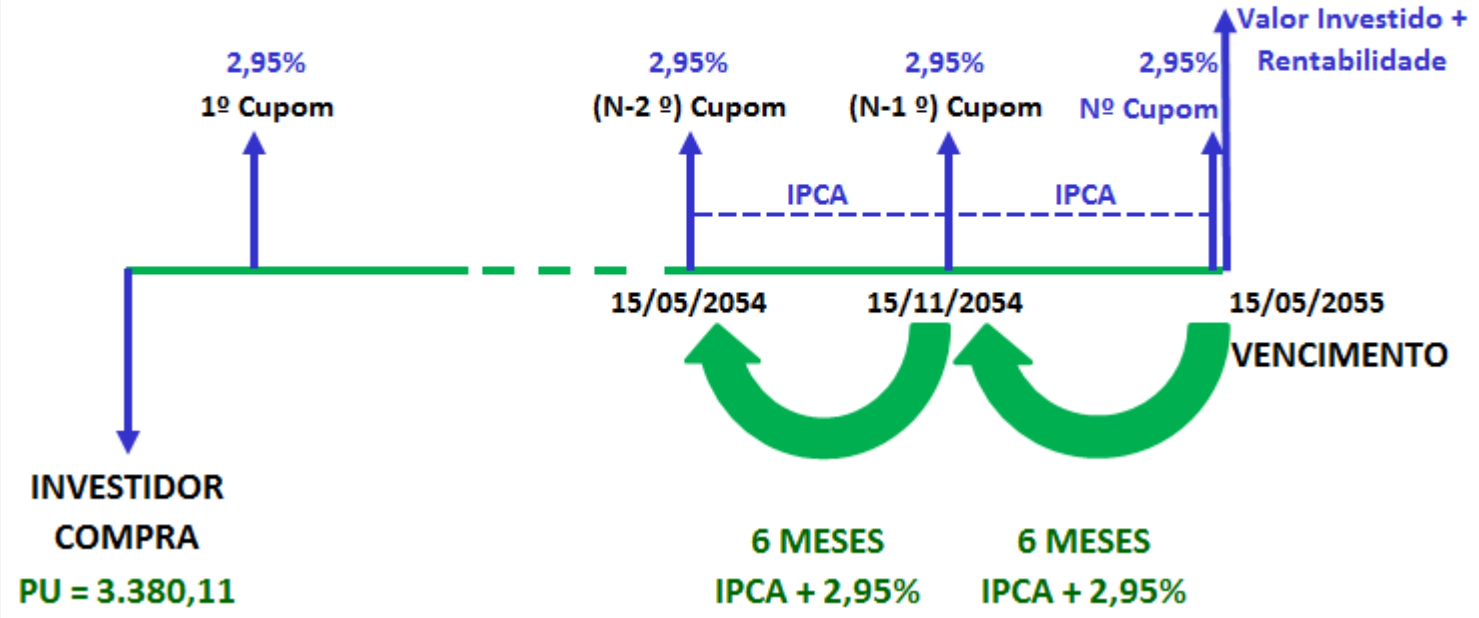 Valor Investido +
Rentabilidade
2,95%
1º Cupom
2,95%
(N-2 º) Cupom
2,95%
(N-1 º) Cupom
2,95%
Nº Cupom
IPCA
IPCA
15/05/2054
15/11/2054
15/05/2055
VENCIMENTO
INVESTIDOR
COMPRA
PU = 3.380,11
6 MESES
IPCA + 2,95%
6 MESES
IPCA + 2,95%